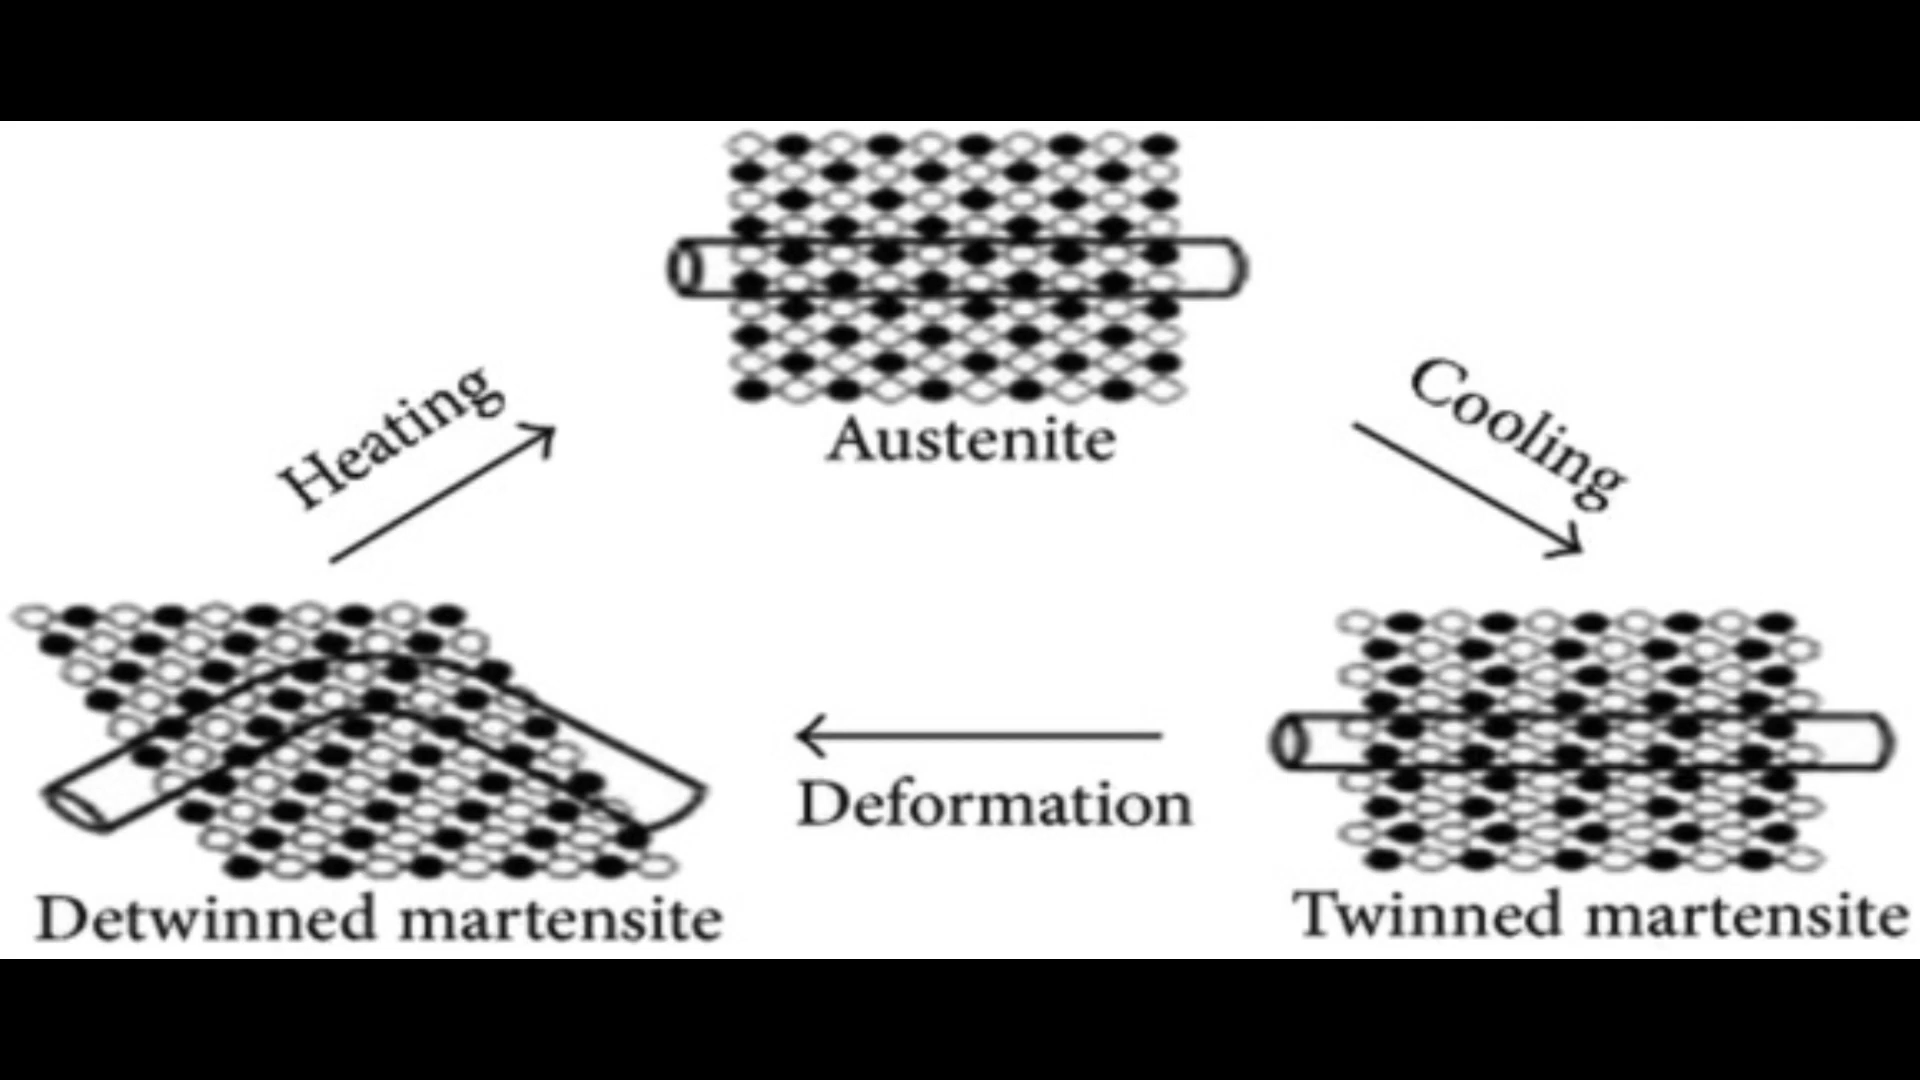 Austenite
Heating
Cooling
Deformation
Detwinned martensite
Twinned martensite